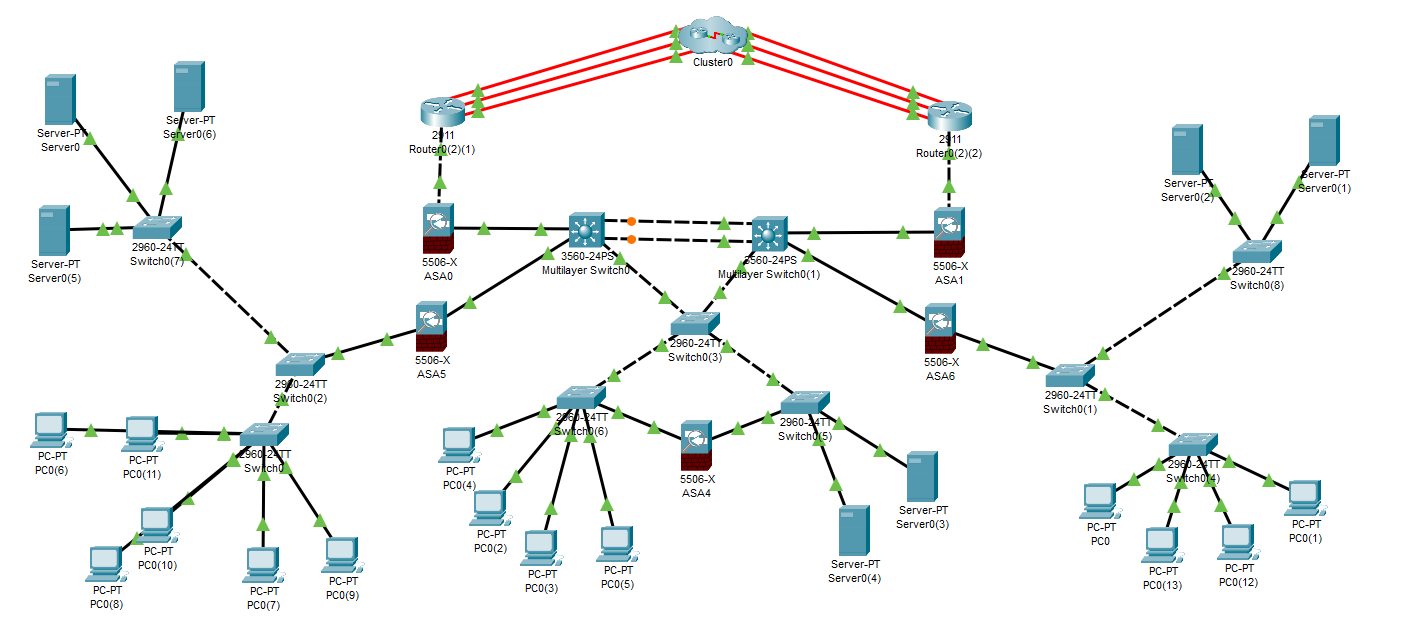 Cluster0
2911
Router0(2)(1)
2911
Router0(2)(2)
Server-PT
Server0
Server-PT
Server0(6)
Server-PT
Server0(5)
2960-24TT
Switch0(7)
5506-X
ASA0
3560-24PS
Multilayer Switch0
3560-24PS
Multilayer Switch0(1)
5506-X
ASA1
Server-PT
Server0(2)
Server-PT
Server0(1)
2960-24TT
Switch0(8)
5506-X
ASA5
2960-24TT
Switch0(3)
5506-X
ASA6
2960-24TT
Switch0(2)
2960-24TT
Switch0(1)
2960-24TT
Switch0(6)
2960-24TT
Switch0(5)
PC-PT
PC0(6)
PC-PT
PC0(11)
2960-24TT
Switch0
PC-PT
PC0(4)
5506-X
ASA4
2960-24TT
Switch0(4)
Server-PT
Server0(3)
PC-PT
PC0(10)
PC-PT
PC0(2)
PC-PT
PC0
PC-PT
PC0(1)
PC-PT
PC0(8)
PC-PT
PC0(7)
PC-PT
PC0(9)
PC-PT
PC0(3)
PC-PT
PC0(5)
Server-PT
Server0(4)
PC-PT
PC0(13)
PC-PT
PC0(12)